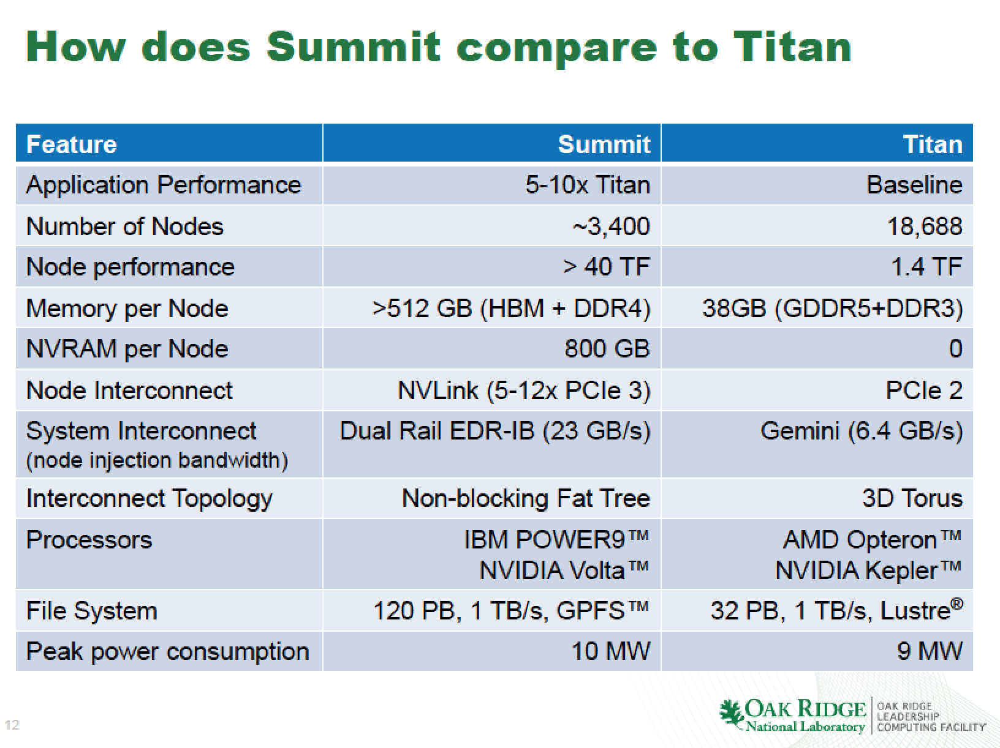 How does Summit compare to Titan
Feature Summit Titan
Application Performance 5-10x Titan Baseline
Number of Nodes ~3,400 18,688
Node performance > 40 TF 1.4 TF
Memory per Node >512 GB (HBM + DDR4) 38GB (GDDR5+DDR3)
NVRAM per Node 800 GB 0
Node Interconnect NVLink (5-12x PCIe 3) PCIe 2
System Interconnect Dual Rail EDR-IB (23 GB/s) Gemini (6.4 GB/s)
(node injection bandwidth)
Interconnect Topology Non-blocking Fat Tree 3D Torus
Processors IBM POWER9™ AMD Opteron™
NVIDIA Volta™ NVIDIA Kepler™
File System 120 PB, 1 TB/s, GPFS™ 32 PB, 1 TB/s, Lustre®
Peak power consumption 10 MW 9 MW
12
OAK RIDGE
National Laboratory
OAK RIDGE
LEADERSHIP
COMPUTING FACILITY